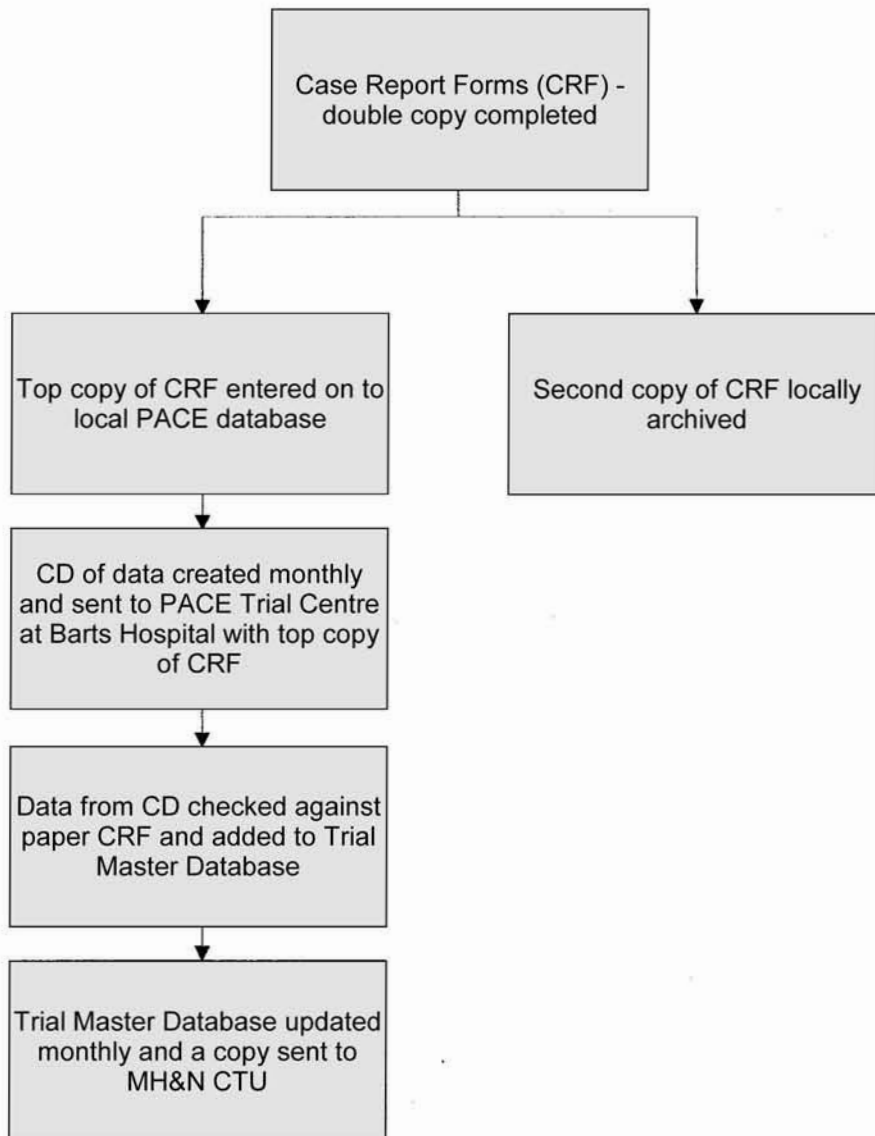 Case Report Forms (CRF) -
double copy completed
Top copy of CRF entered on to
local PACE database
Second copy of CRF locally
archived
CD of data created monthly
and sent to PACE Trial Centre
at Barts Hospital with top copy
of CRF
Data from CD checked against
paper CRF and added to Trial
Master Database
Trial Master Database updated
monthly and a copy sent to
MH&N CTU